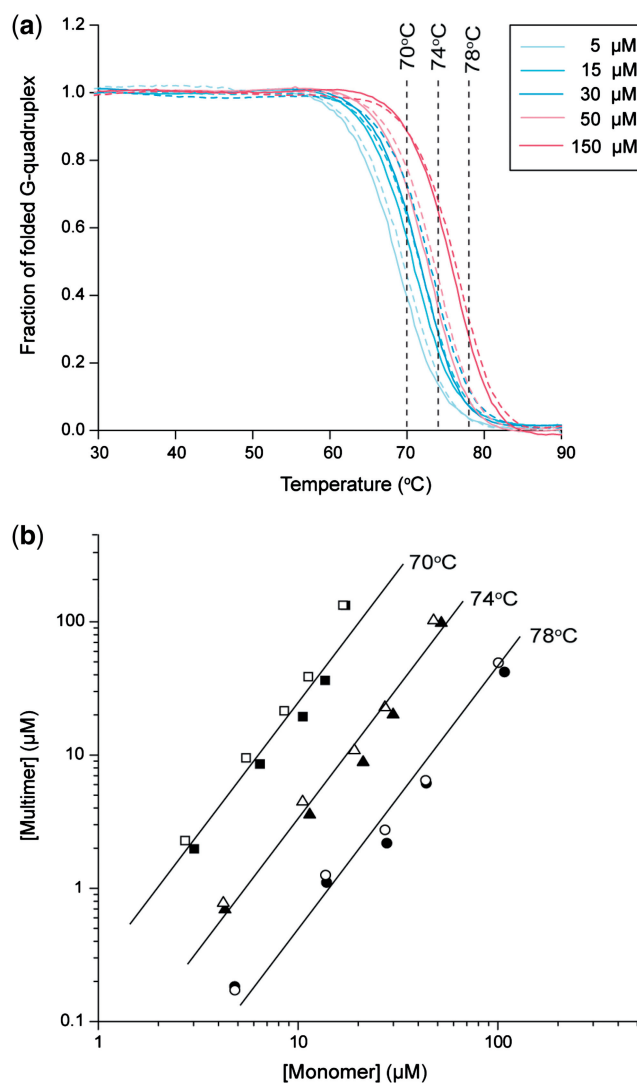 (a)
70°C
74°C
78°C
5 µM
15 µM
30 µM
50 µM
150 µM
1.2
1.0
0.8
0.6
0.4
0.2
0.0
Fraction of folded G-quadruplex
30 40 50 60 70 80 90
Temperature (°C)
(b)
70°C
74°C
78°C
100
10
1
0.1
[Multimer] (µM)
1 10 100
[Monomer] (µM)